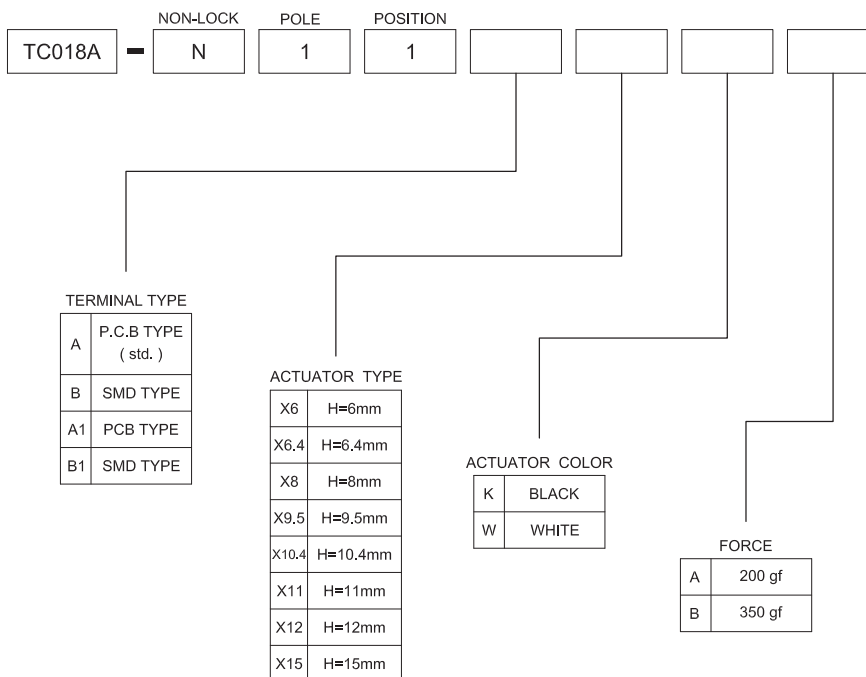 NON-LOCK POLE POSITION
TC018A - N 1 1
TERMINAL TYPE
A P.C.B TYPE
( std. )
B SMD TYPE
A1 PCB TYPE
B1 SMD TYPE
ACTUATOR TYPE
X6 H=6mm
X6.4 H=6.4mm
X8 H=8mm
X9.5 H=9.5mm
X10.4 H=10.4mm
X11 H=11mm
X12 H=12mm
X15 H=15mm
ACTUATOR COLOR
K BLACK
W WHITE
FORCE
A 200 gf
B 350 gf